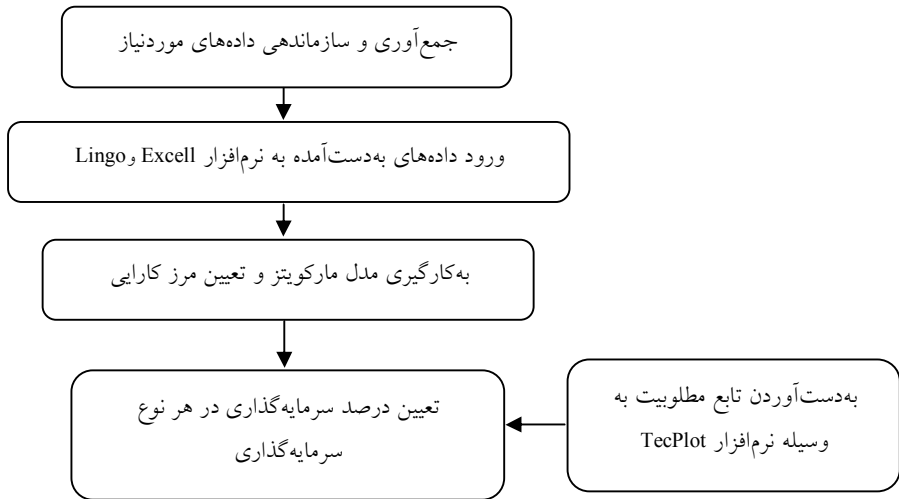 جمع‌آوری و سازماندهی داده‌های موردنیاز
ورود داده‌های به‌دست‌آمده به نرم‌افزار Excell و Lingo
به‌کارگیری مدل مارکویتز و تعیین مرز کارایی
تعیین درصد سرمایه‌گذاری در هر نوع
سرمایه‌گذاری
به‌دست‌آوردن تابع مطلوبیت به
وسیله نرم‌افزار TecPlot